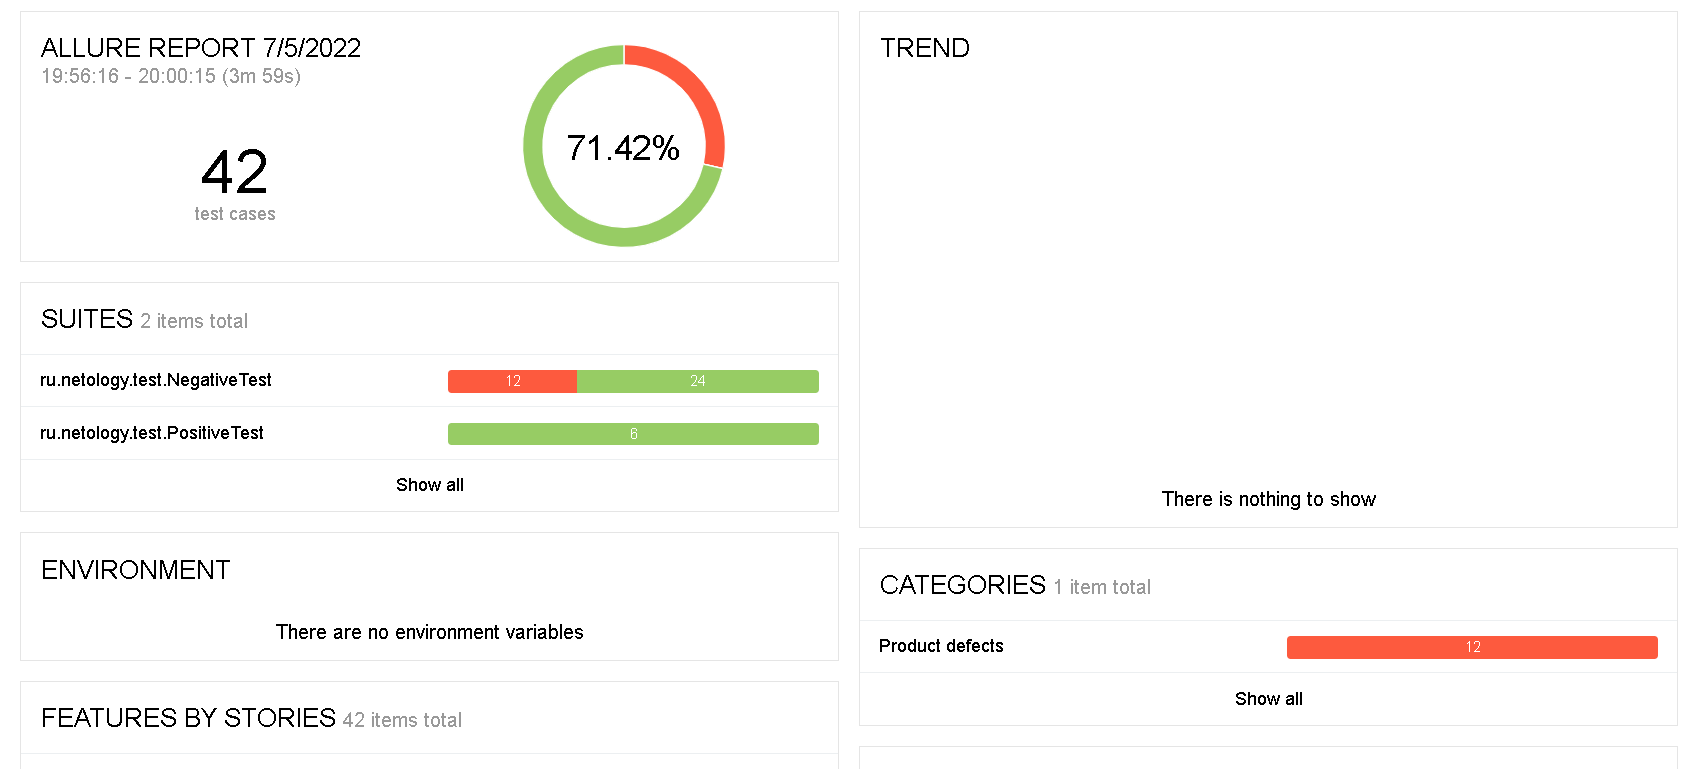 ALLURE REPORT 7/5/2022
19:56:16 - 20:00:15 (3m 59s)
42
test cases
71.42%
SUITES 2 items total
ru.netology.test.NegativeTest
12
24
ru.netology.test.PositiveTest
6
Show all
ENVIRONMENT
There are no environment variables
FEATURES BY STORIES 42 items total
TREND
There is nothing to show
CATEGORIES 1 item total
Product defects
12
Show all